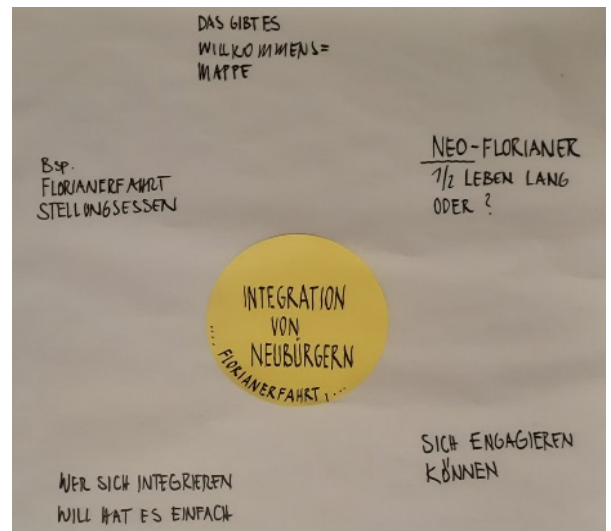 DAS GIBT ES
WILLKOMMENS=
MAPPE
NEO-FLORIANER
1/2 LEBEN LANG
ODER ?
Bsp.
FLORIANERFAHRT
STELLUNGSESSEN
INTEGRATION
VON
NEUBÜRGERN
.... FLORIANERFAHRT, ...
SICH ENGAGIEREN
KÖNNEN
WER SICH INTEGRIEREN
WILL HAT ES EINFACH